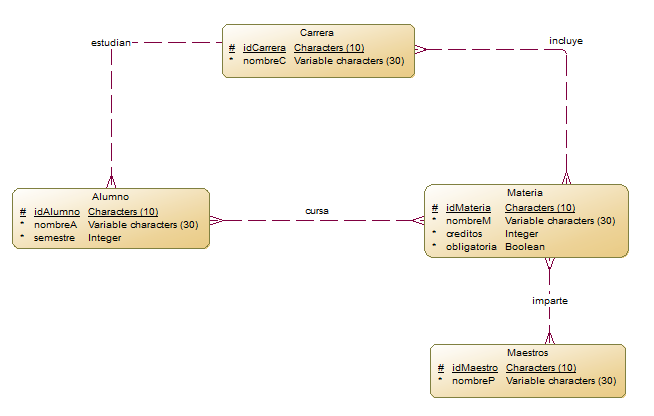 Carrera
# idCarrera Characters (10)
* nombreC Variable characters (30)
estudian
incluye
Alumno
# idAlumno Characters (10)
* nombreA Variable characters (30)
* semestre Integer
cursa
Materia
# idMateria Characters (10)
* nombreM Variable characters (30)
* creditos Integer
* obligatoria Boolean
imparte
Maestros
# idMaestro Characters (10)
* nombreP Variable characters (30)